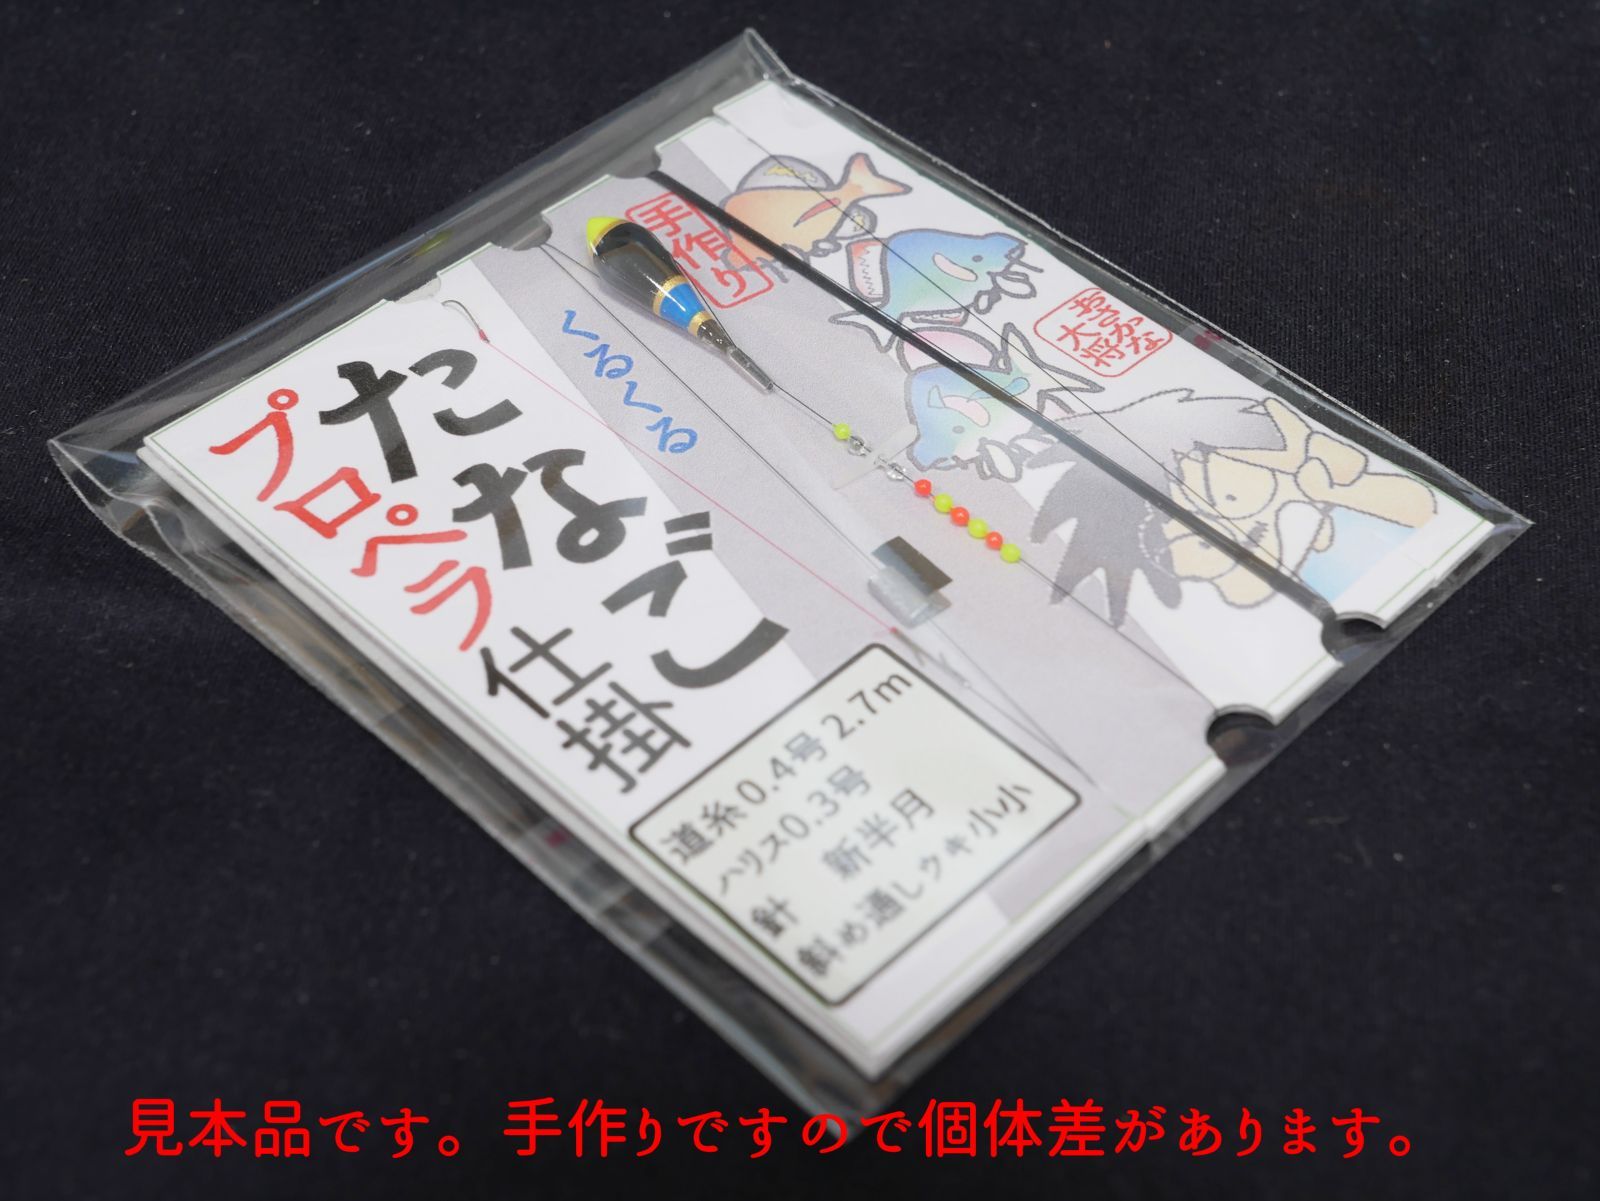 手作り
おさかな
大将
くるくる
プロペラ
たなご
仕掛
道糸0.4号 2.7m
ハリス0.3号
針 新半月
斜め通しウキ小小
見本品です。手作りですので個体差があります。